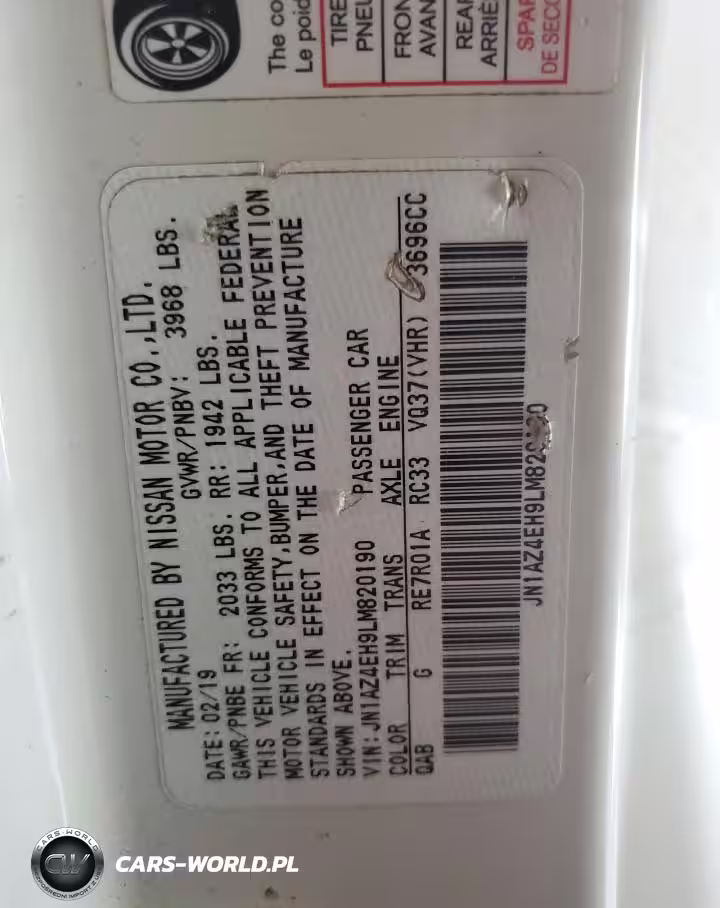 The co
Le poid
TIRE
PNEU
FRON
AVAN
REAR
ARRIÈ
SPAR
DE SECO
MANUFACTURED BY NISSAN MOTOR CO.,LTD.
DATE: 02/19 GVWR/PNBV: 3968 LBS.
GAWR/PNBE FR: 2033 LBS. RR: 1942 LBS.
THIS VEHICLE CONFORMS TO ALL APPLICABLE FEDERAL
MOTOR VEHICLE SAFETY,BUMPER,AND THEFT PREVENTION
STANDARDS IN EFFECT ON THE DATE OF MANUFACTURE
SHOWN ABOVE.
VIN:JN1AZ4EH9LM820190 PASSENGER CAR
COLOR TRIM TRANS AXLE ENGINE
QAB G RE7R01A RC33 VQ37(VHR) 3696CC
JN1AZ4EH9LM820190
CARS-WORLD
CW
CARS-WORLD.PL